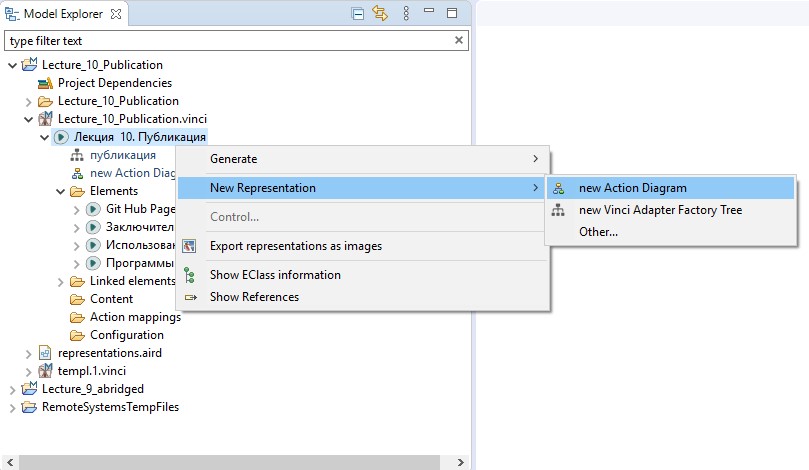 Model Explorer
type filter text
Lecture_10_Publication
Project Dependencies
Lecture_10_Publication
Lecture_10_Publication.vinci
Лекция 10. Публикация
публикация
new Action Diag
Elements
Git Hub Page
Заключител
Использован
Программы
Linked elements
Content
Action mappings
Configuration
representations.aird
templ.1.vinci
Lecture_9_abridged
RemoteSystemsTempFiles
Generate
New Representation
Control...
Export representations as images
Show EClass information
Show References
new Action Diagram
new Vinci Adapter Factory Tree
Other...